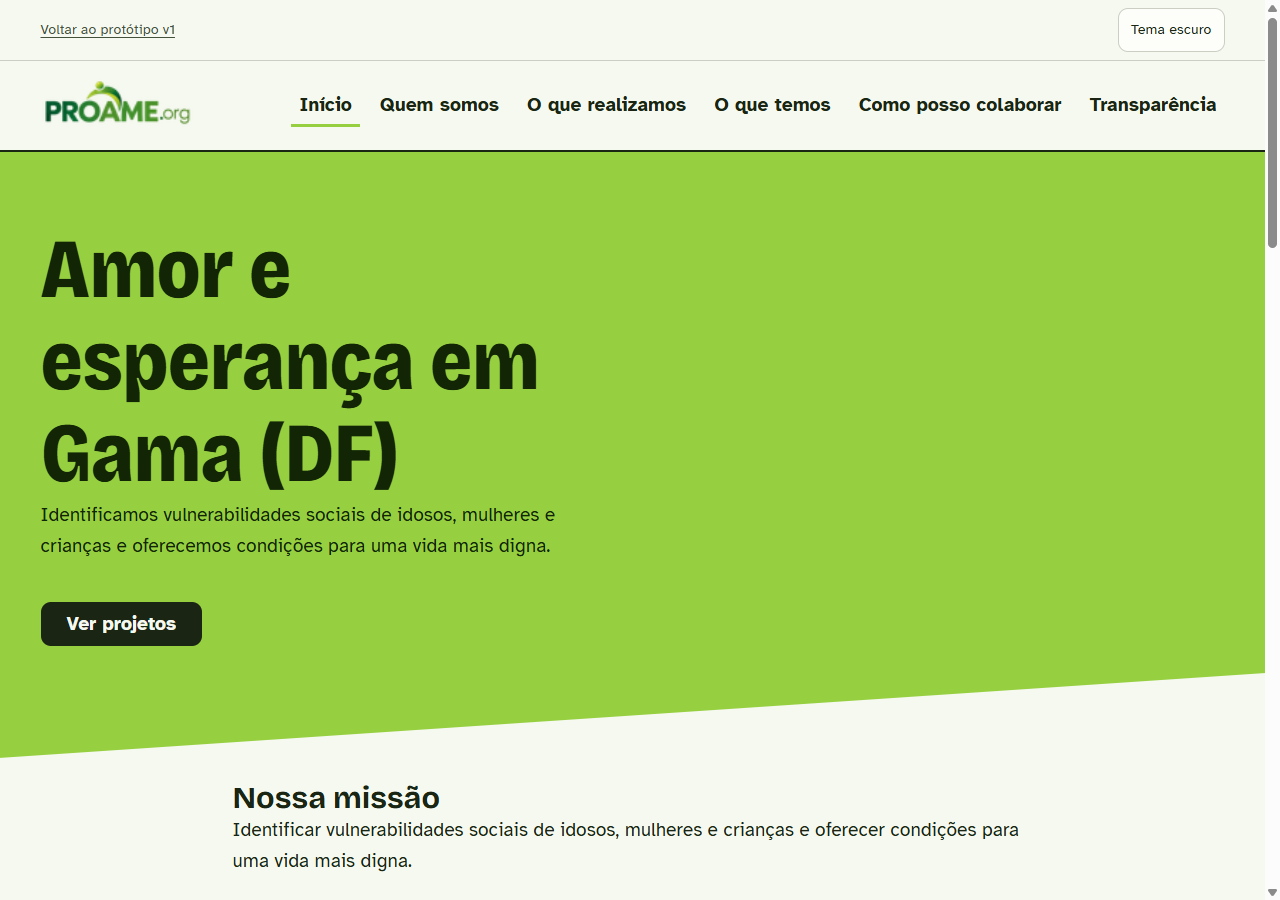 Voltar ao protótipo v1
Tema escuro
PROAME.org
Início
Quem somos
O que realizamos
O que temos
Como posso colaborar
Transparência
Amor e
esperança em
Gama (DF)
Identificamos vulnerabilidades sociais de idosos, mulheres e
crianças e oferecemos condições para uma vida mais digna.
Ver projetos
Nossa missão
Identificar vulnerabilidades sociais de idosos, mulheres e crianças e oferecer condições para
uma vida mais digna.